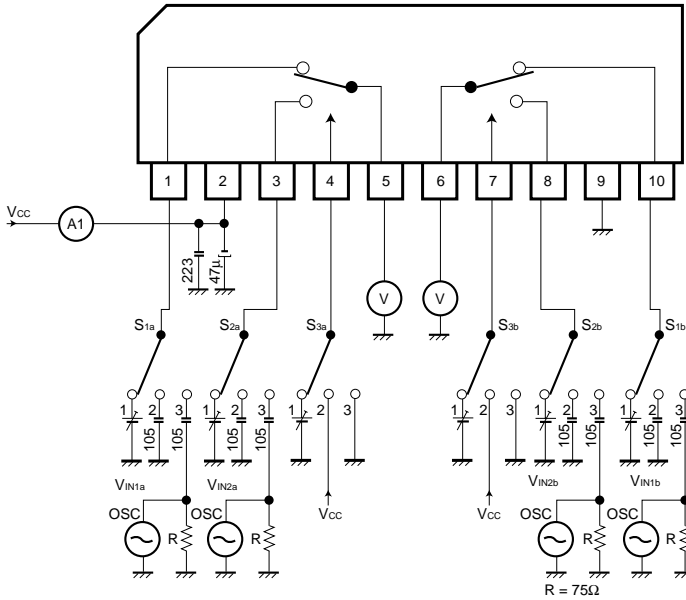 1 2 3 4 5 6 7 8 9 10
VCC A1
223 47μ
V V
S1a S2a S3a S3b S2b S1b
1 2 3 1 2 3 1 2 3 1 2 3 1 2 3 1 2 3
105 105 105 105 105 105 105 105
VIN1a VIN2a VCC VCC VIN2b VIN1b
OSC R OSC R OSC R OSC R
R = 75Ω